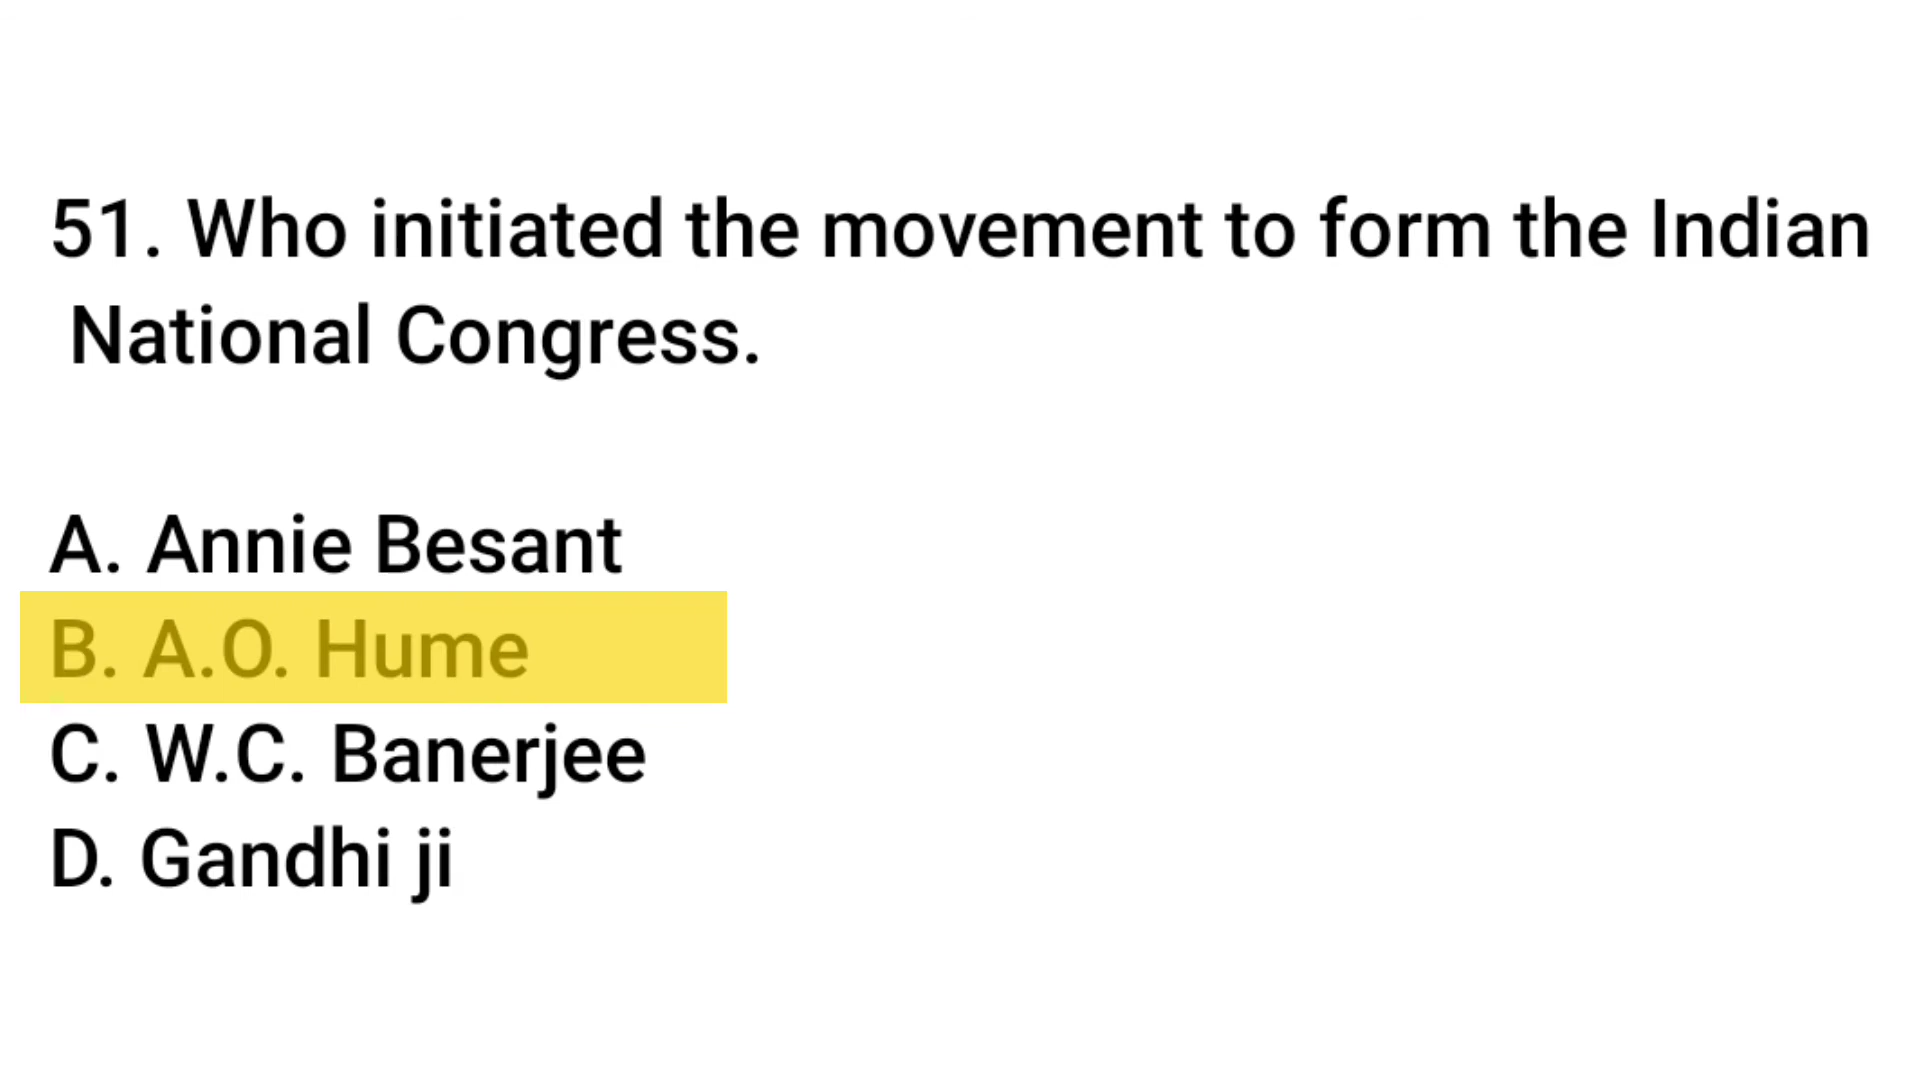 51. Who initiated the movement to form the Indian
National Congress.
A. Annie Besant
B. A.O. Hume
C. W.C. Banerjee
D. Gandhi ji